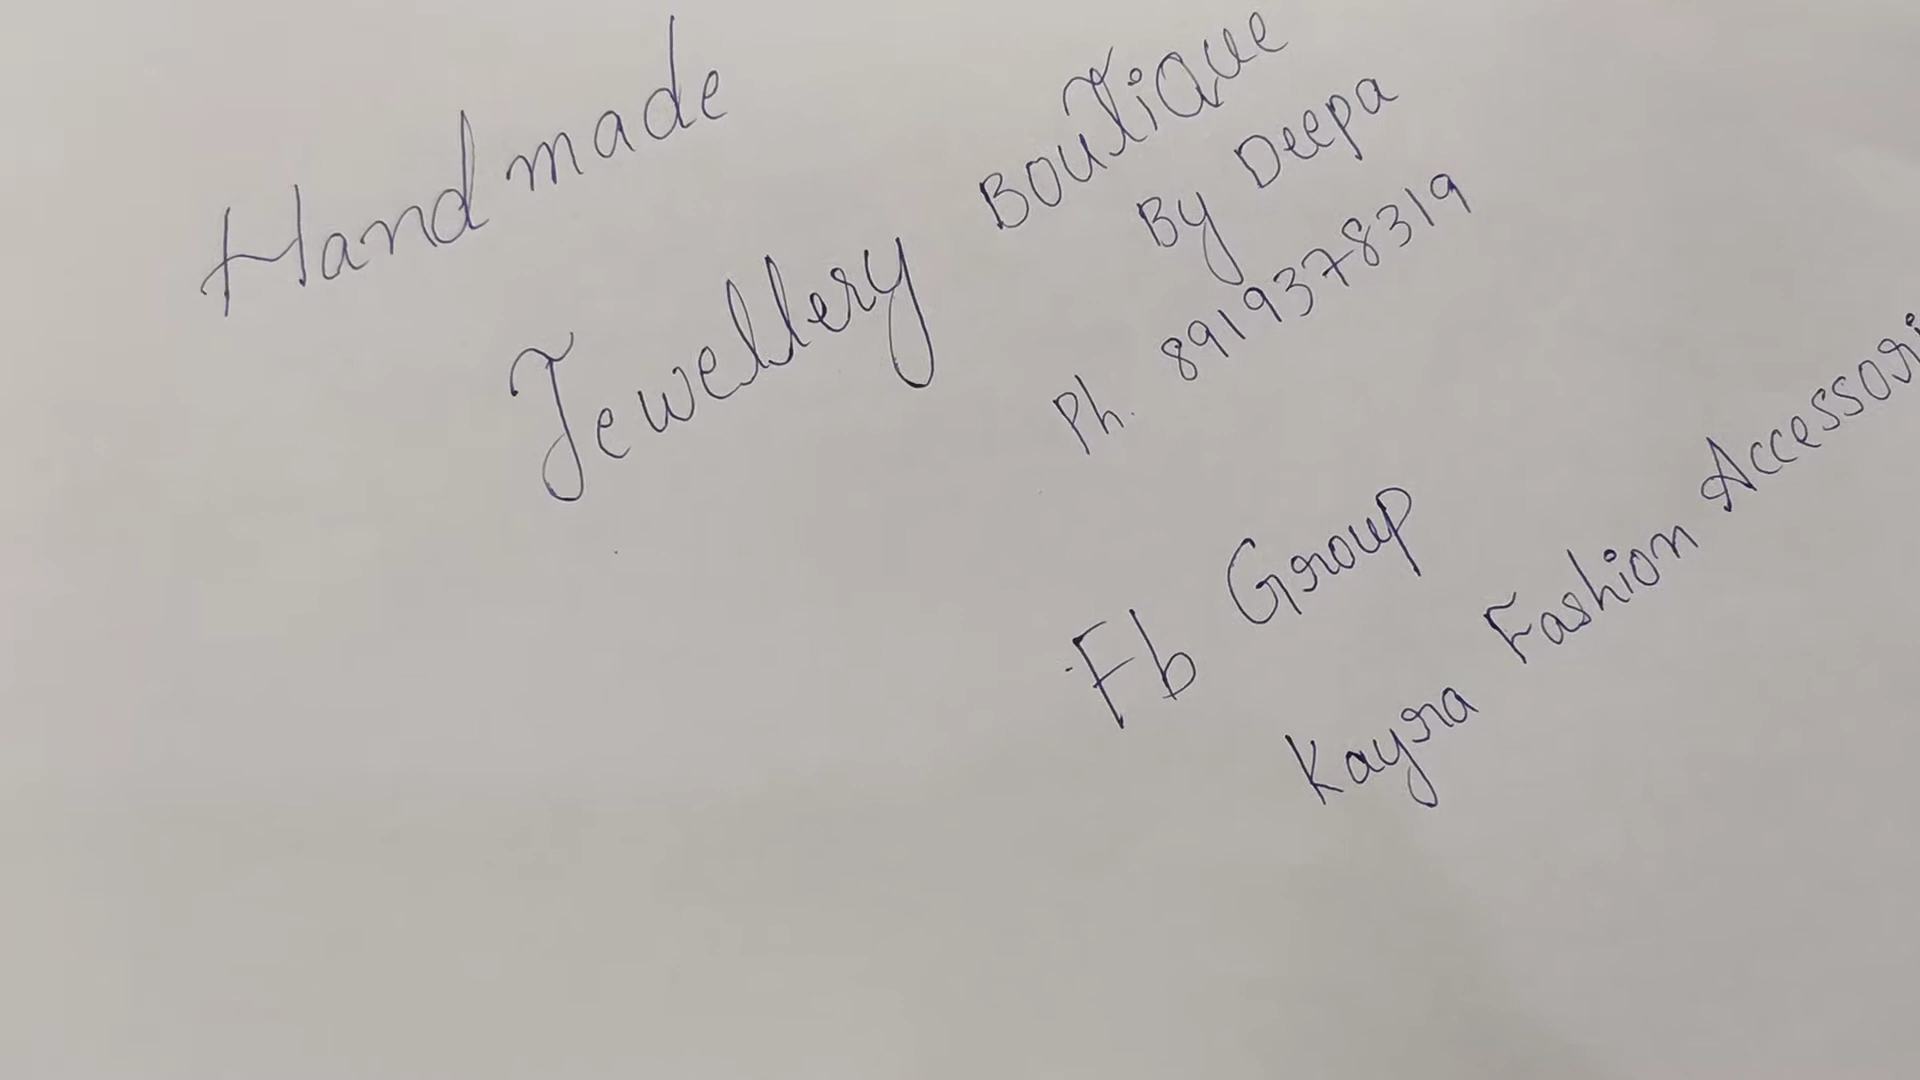 Handmade
Jewellery Boutique
By Deepa
Ph. 8919378319
Fb Group
Kayra Fashion Accessori